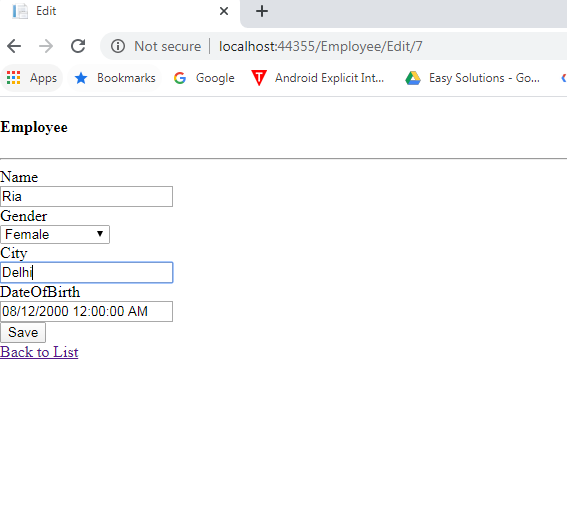 Edit
Not secure | localhost:44355/Employee/Edit/7
Apps Bookmarks Google Android Explicit Int... Easy Solutions - Go...
Employee
Name
Ria
Gender
Female
City
Delhi
DateOfBirth
08/12/2000 12:00:00 AM
Save
Back to List